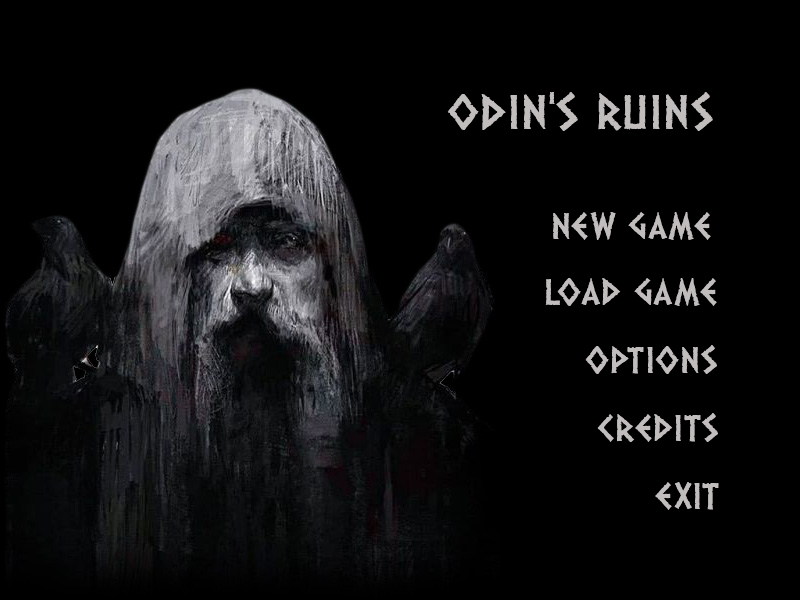 ODIN'S RUINS
NEW GAME
LOAD GAME
OPTIONS
CREDITS
EXIT